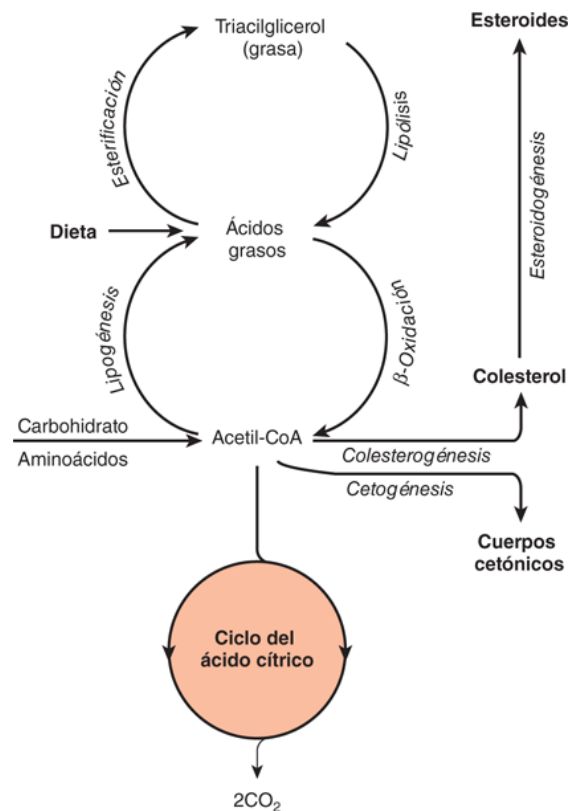 Triacilglicerol
(grasa)
Esteroides
Esterificación
Lipólisis
Esteroidogénesis
Dieta
Ácidos
grasos
Lipogénesis
β-Oxidación
Colesterol
Carbohidrato
Aminoácidos
Acetil-CoA
Colesterogénesis
Cetogénesis
Cuerpos
cetónicos
Ciclo del
ácido cítrico
2CO₂